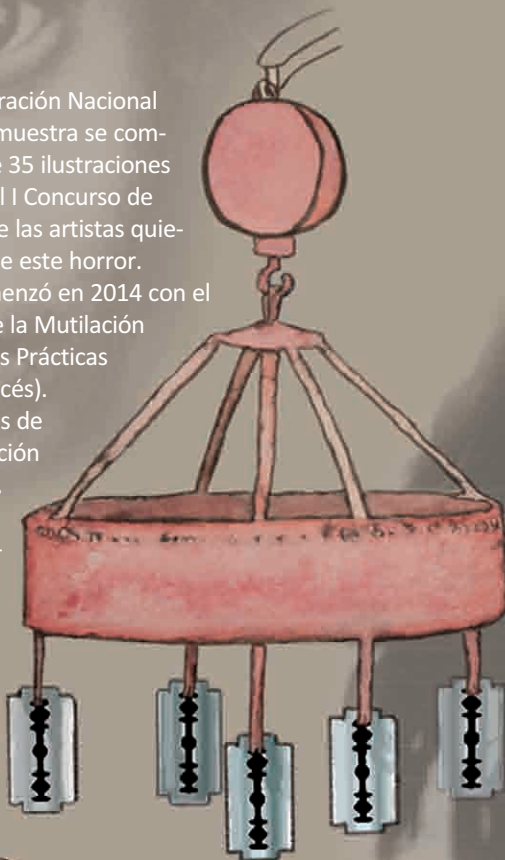 ración Nacional
muestra se com-
e 35 ilustraciones
l I Concurso de
e las artistas quie-
e este horror.
enzó en 2014 con el
e la Mutilación
s Prácticas
cés).
s de
ción